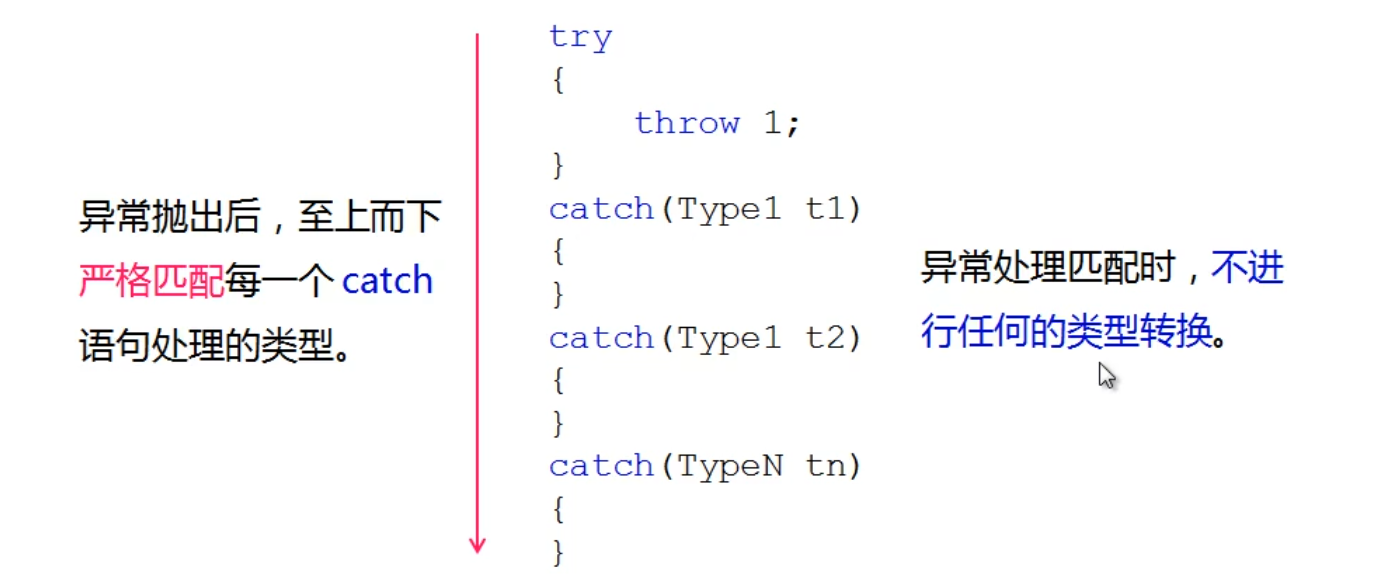 try
{
throw 1;
}
catch(Type1 t1)
{
}
catch(Type1 t2)
{
}
catch(TypeN tn)
{
}
异常抛出后，至上而下
严格匹配每一个 catch
语句处理的类型。
异常处理匹配时，不进
行任何的类型转换。